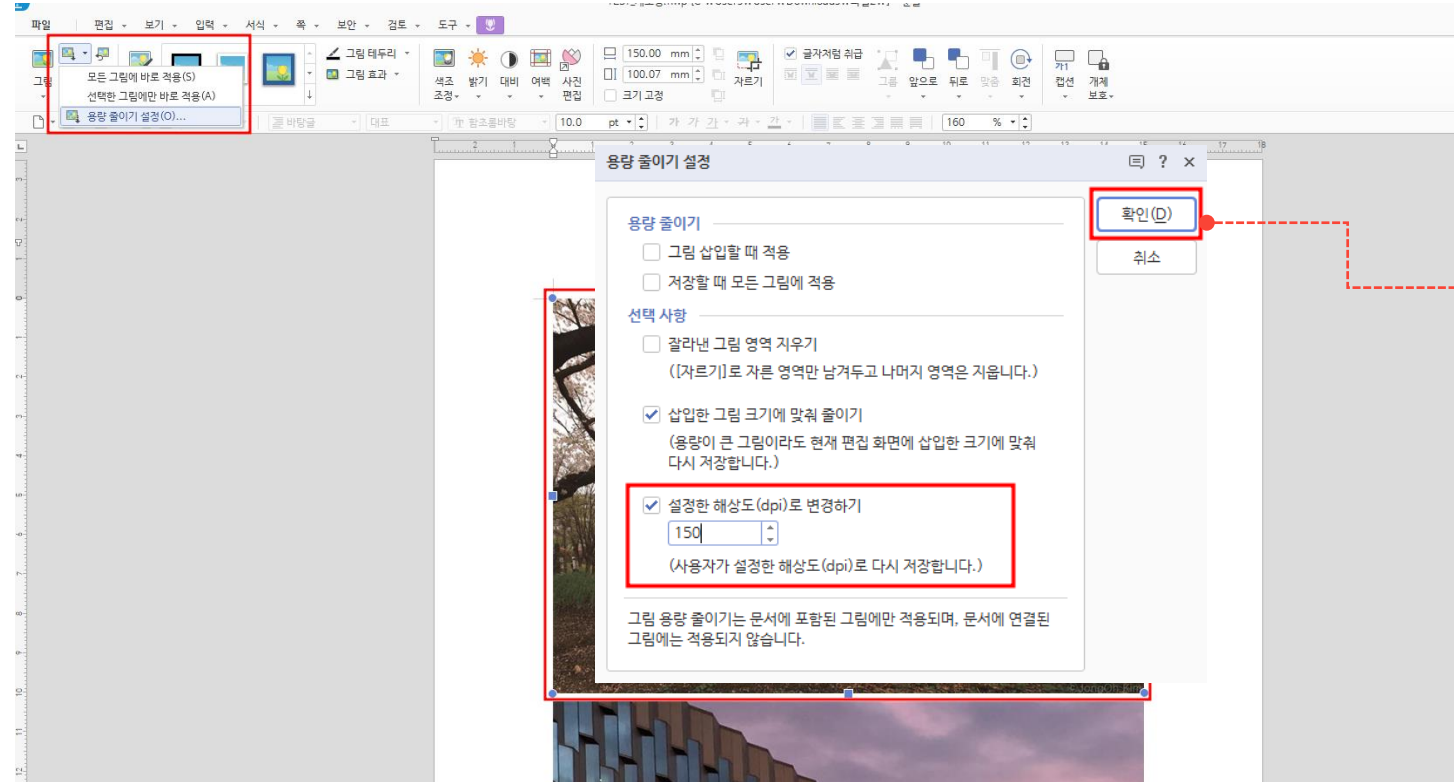 파일 편집 보기 입력 서식 쪽 보안 검토 도구
그림 테두리
그림 효과
그림
색조 조정
밝기
대비
여백
사진 편집
150.00 mm
100.07 mm
크기 고정
자르기
글자처럼 취급
그룹
앞으로
뒤로
맞춤
회전
캡션
개체 보호
모든 그림에 바로 적용(S)
선택한 그림에만 바로 적용(A)
용량 줄이기 설정(O)...
바탕글
대표
함초롬바탕
10.0 pt
160 %
용량 줄이기 설정
확인(D)
취소
용량 줄이기
그림 삽입할 때 적용
저장할 때 모든 그림에 적용
선택 사항
잘라낸 그림 영역 지우기
([자르기]로 자른 영역만 남겨두고 나머지 영역은 지웁니다.)
삽입한 그림 크기에 맞춰 줄이기
(용량이 큰 그림이라도 현재 편집 화면에 삽입한 크기에 맞춰
다시 저장합니다.)
설정한 해상도(dpi)로 변경하기
150
(사용자가 설정한 해상도(dpi)로 다시 저장합니다.)
그림 용량 줄이기는 문서에 포함된 그림에만 적용되며, 문서에 연결된
그림에는 적용되지 않습니다.